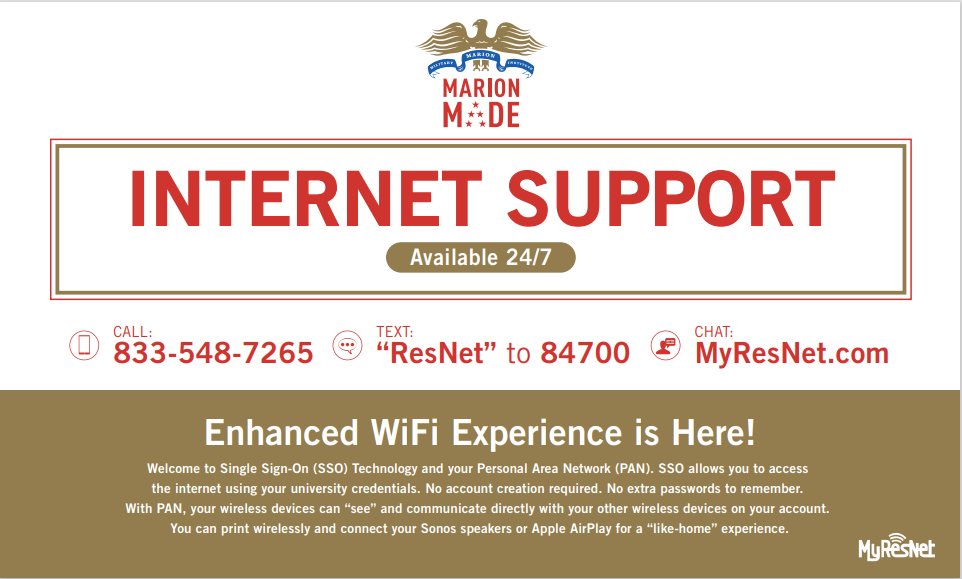 MILITARY MARION INSTITUTE
MARION
MADE
INTERNET SUPPORT
Available 24/7
CALL:
833-548-7265
TEXT:
“ResNet” to 84700
CHAT:
MyResNet.com
Enhanced WiFi Experience is Here!
Welcome to Single Sign-On (SSO) Technology and your Personal Area Network (PAN). SSO allows you to access
the internet using your university credentials. No account creation required. No extra passwords to remember.
With PAN, your wireless devices can “see” and communicate directly with your other wireless devices on your account.
You can print wirelessly and connect your Sonos speakers or Apple AirPlay for a “like-home” experience.
MyResNet